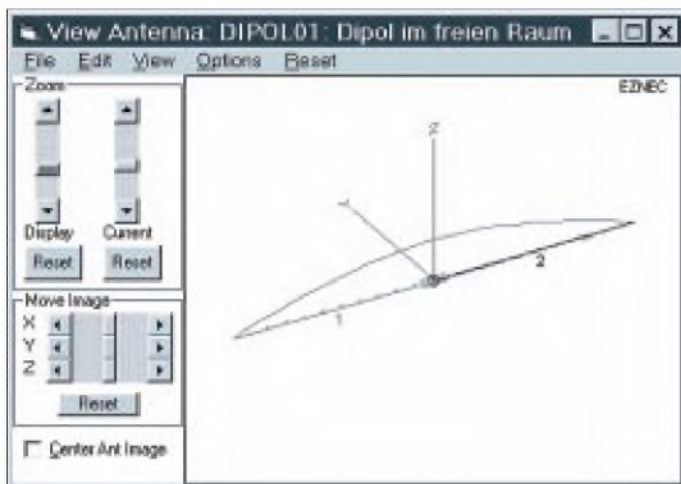 View Antenna: DIPOL01: Dipol im freien Raum
File Edit View Options Reset
EZNEC
Zoom
Display Current
Reset Reset
Move Image
X
Y
Z
Reset
Center Ant Image
Z
Y
1
2